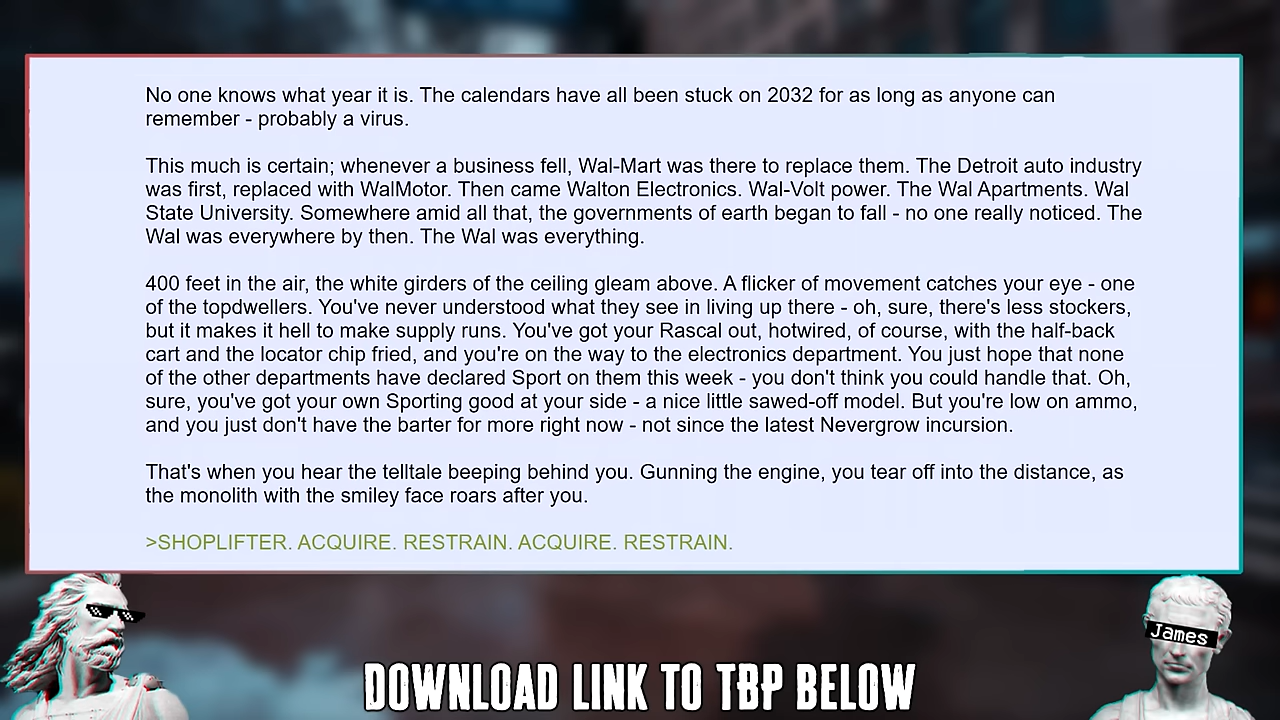 No one knows what year it is. The calendars have all been stuck on 2032 for as long as anyone can
remember - probably a virus.
This much is certain; whenever a business fell, Wal-Mart was there to replace them. The Detroit auto industry
was first, replaced with WalMotor. Then came Walton Electronics. Wal-Volt power. The Wal Apartments. Wal
State University. Somewhere amid all that, the governments of earth began to fall - no one really noticed. The
Wal was everywhere by then. The Wal was everything.
400 feet in the air, the white girders of the ceiling gleam above. A flicker of movement catches your eye - one
of the topdwellers. You've never understood what they see in living up there - oh, sure, there's less stockers,
but it makes it hell to make supply runs. You've got your Rascal out, hotwired, of course, with the half-back
cart and the locator chip fried, and you're on the way to the electronics department. You just hope that none
of the other departments have declared Sport on them this week - you don't think you could handle that. Oh,
sure, you've got your own Sporting good at your side - a nice little sawed-off model. But you're low on ammo,
and you just don't have the barter for more right now - not since the latest Nevergrow incursion.
That's when you hear the telltale beeping behind you. Gunning the engine, you tear off into the distance, as
the monolith with the smiley face roars after you.
>SHOPLIFTER. ACQUIRE. RESTRAIN. ACQUIRE. RESTRAIN.
James
DOWNLOAD LINK TO TBP BELOW